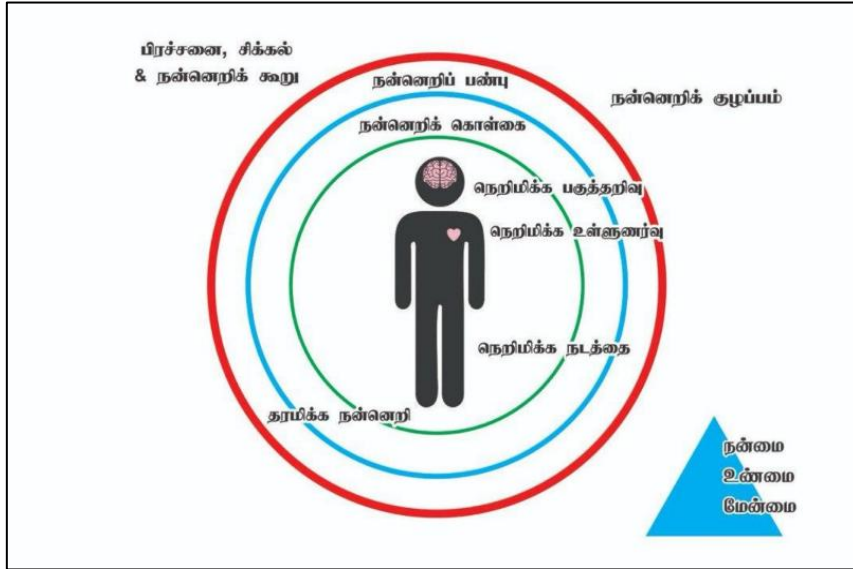 பிரச்சனை, சிக்கல்
& நன்னெறிக் கூறு
நன்னெறிப் பண்பு
நன்னெறிக் குழப்பம்
நன்னெறிக் கொள்கை
நெறிமிக்க பகுத்தறிவு
நெறிமிக்க உள்ளுணர்வு
நெறிமிக்க நடத்தை
தரமிக்க நன்னெறி
நன்மை
உண்மை
மேன்மை